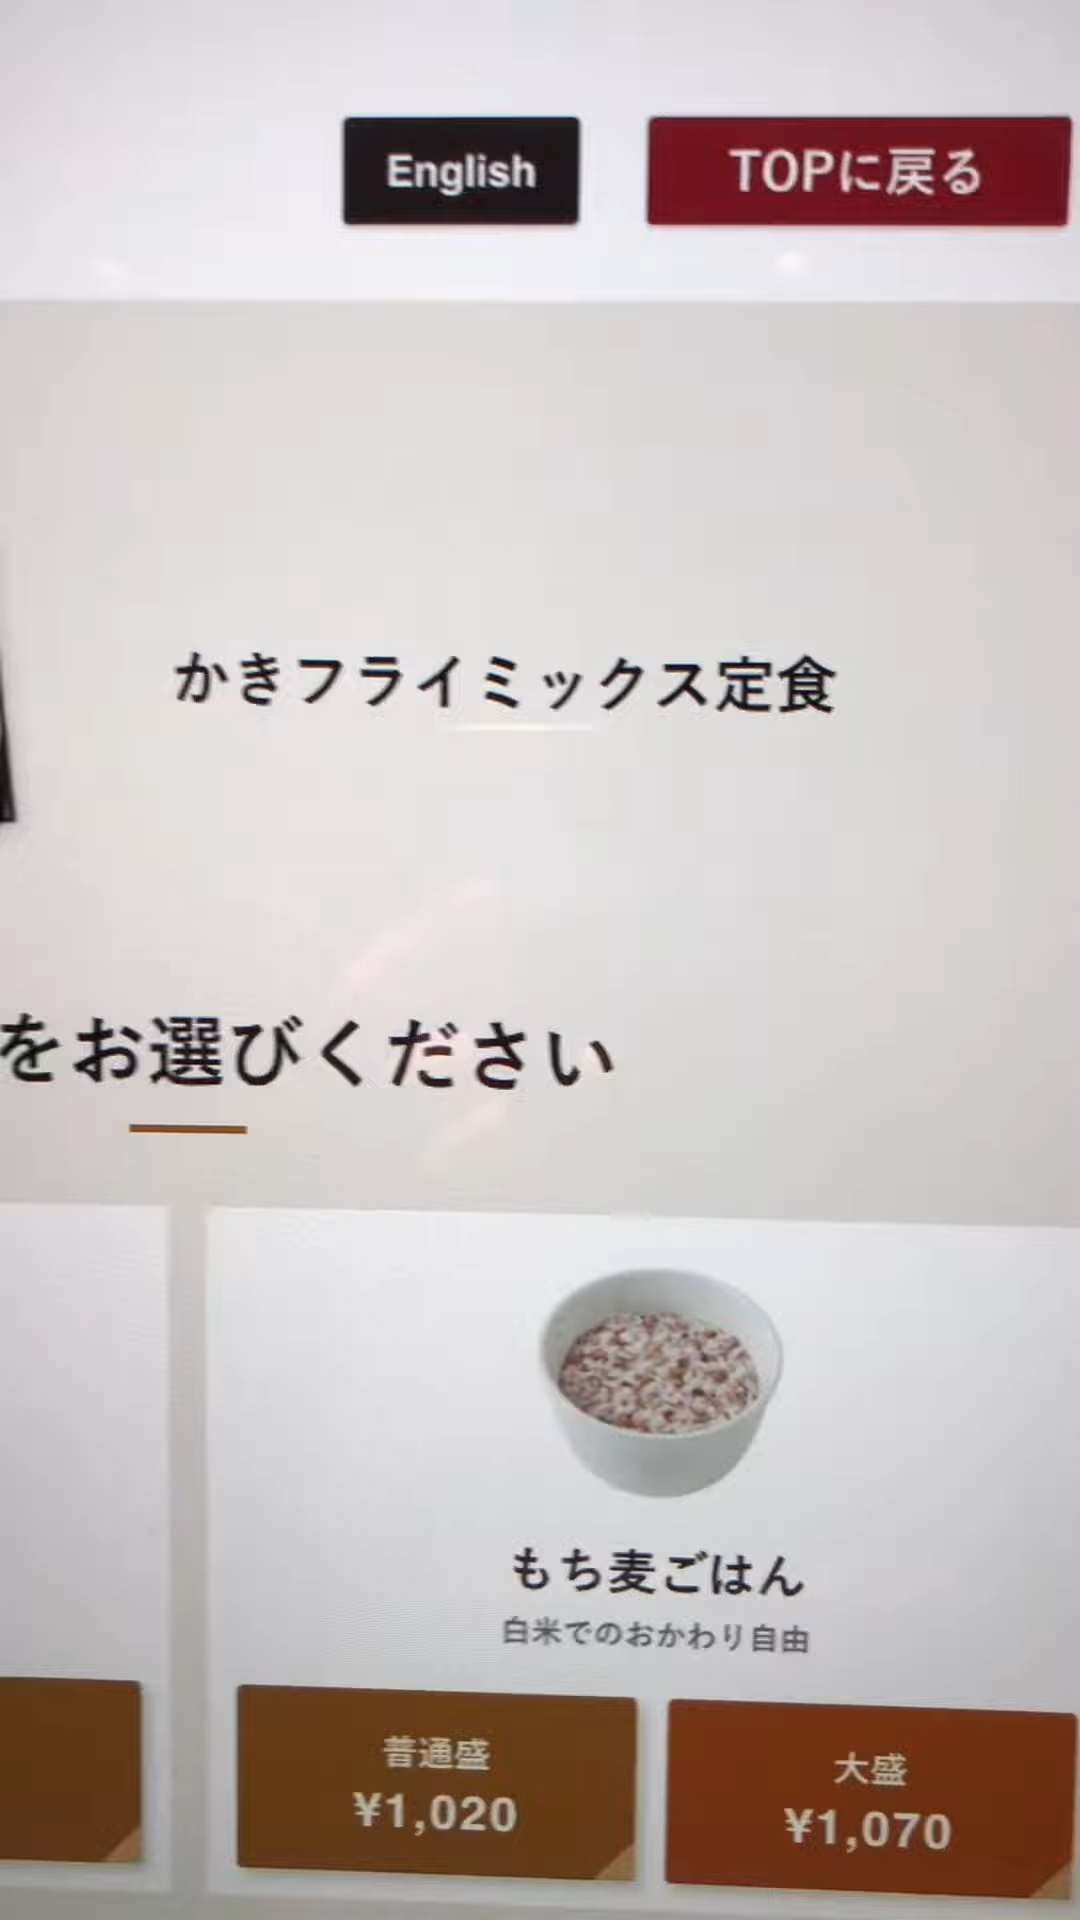 English
TOPに戻る
かきフライミックス定食
をお選びください
もち麦ごはん
白米でのおかわり自由
普通盛
¥1,020
大盛
¥1,070